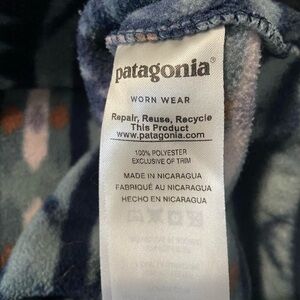 patagonia®
WORN WEAR
Repair, Reuse, Recycle
This Product
www.patagonia.com
100% POLYESTER
EXCLUSIVE OF TRIM
MADE IN NICARAGUA
FABRIQUÉ AU NICARAGUA
HECHO EN NICARAGUA